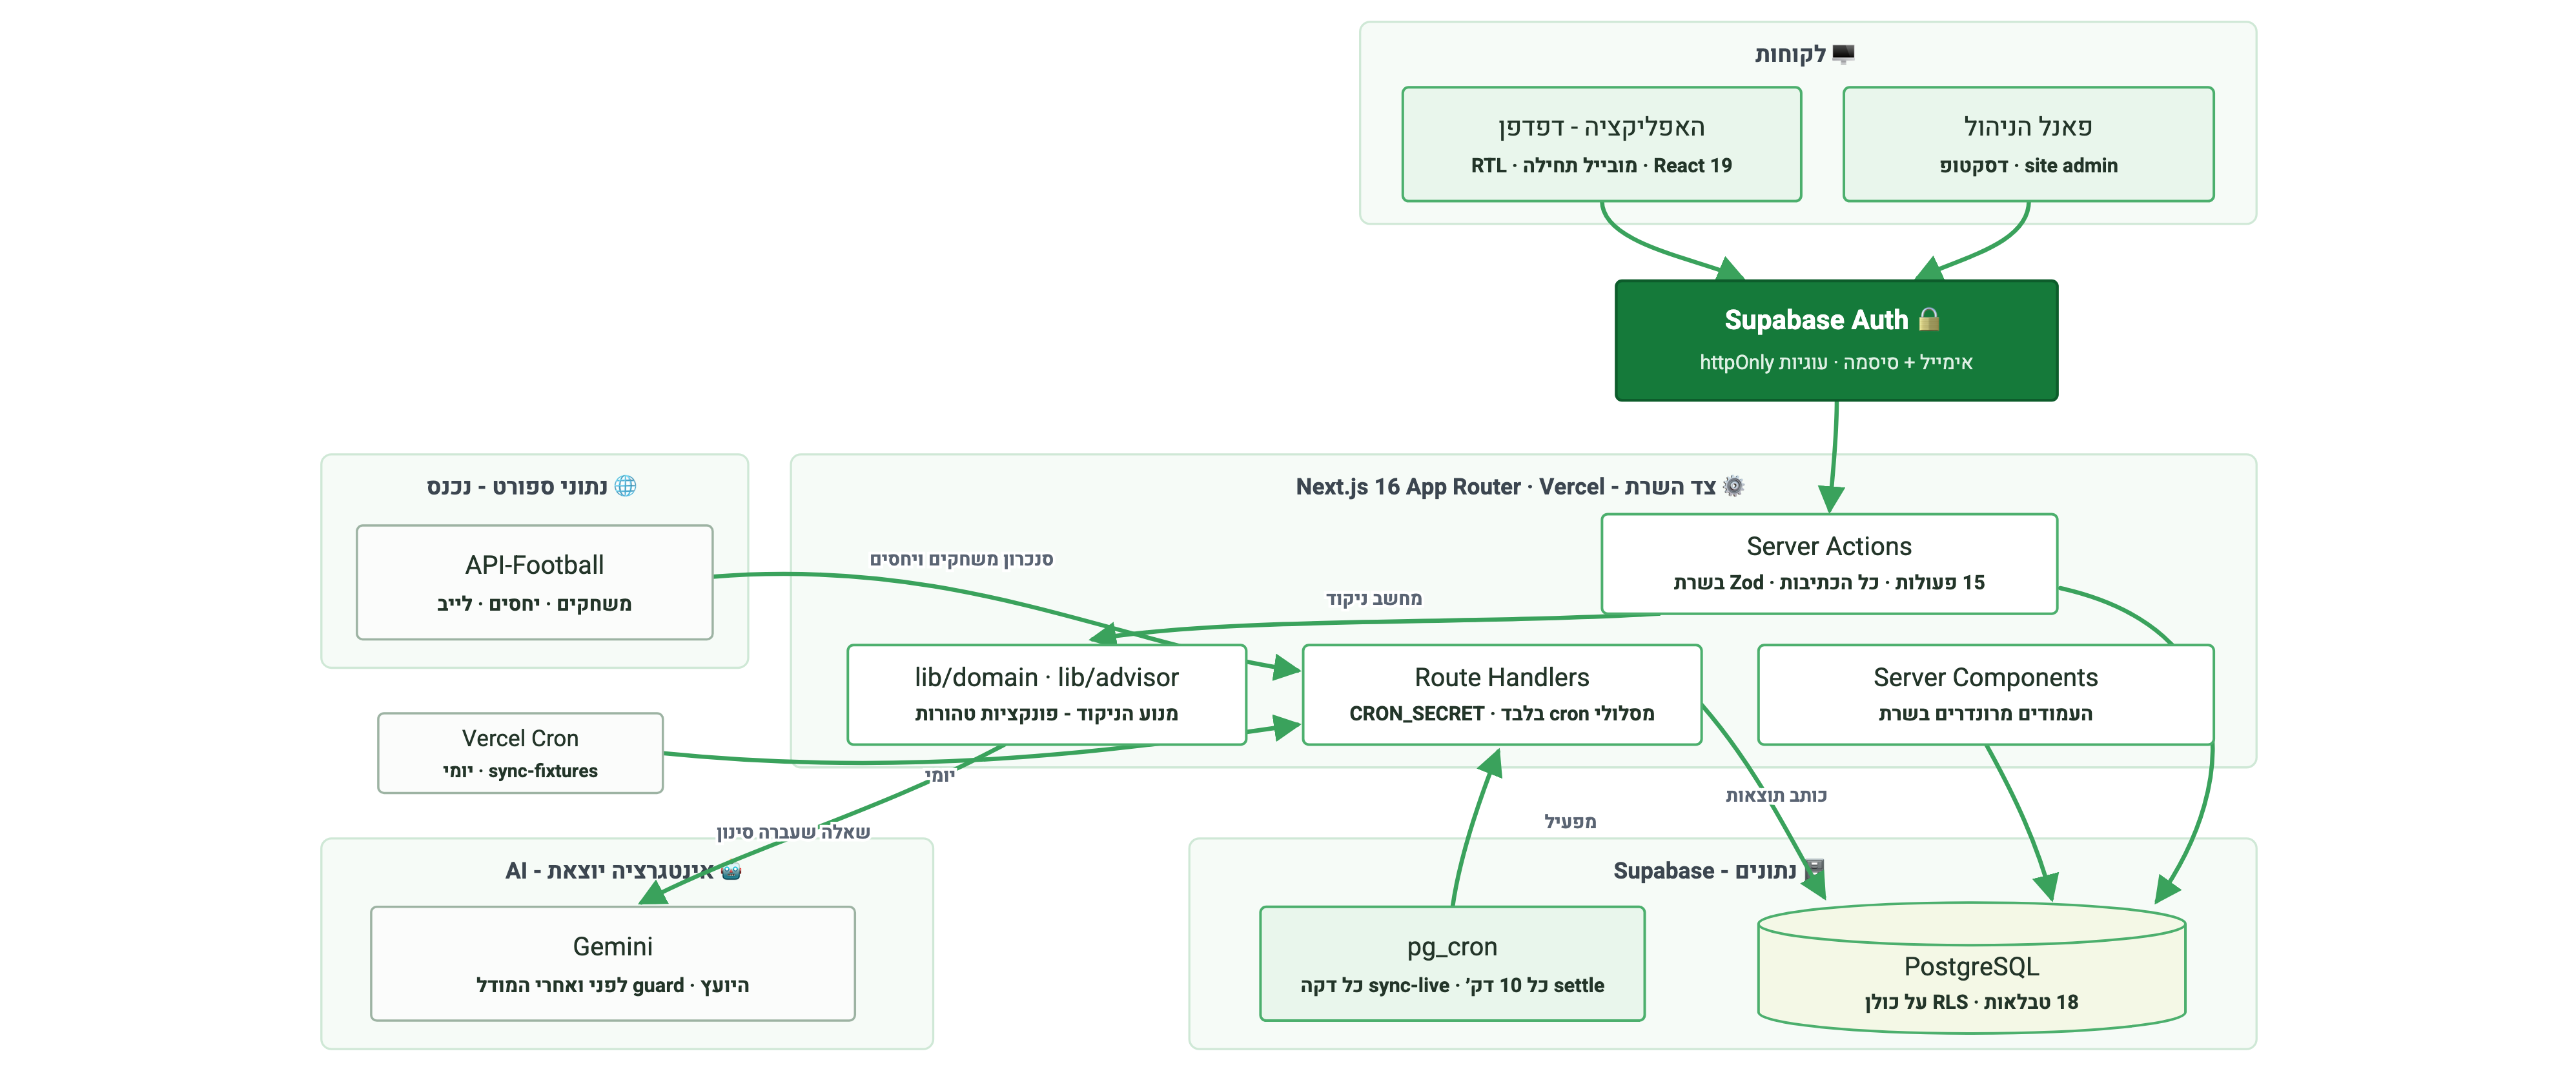 לקוחות
האפליקציה - דפדפן
React 19 · מובייל תחילה · RTL
פאנל הניהול
site admin · דסקטופ
Supabase Auth
אימייל + סיסמה · עוגיות httpOnly
נתוני ספורט - נכנס
API-Football
משחקים · יחסים · לייב
צד השרת - Next.js 16 App Router · Vercel
Server Actions
15 פעולות · כל הכתיבות · Zod בשרת
סנכרון משחקים ויחסים
מחשב ניקוד
lib/domain · lib/advisor
מנוע הניקוד - פונקציות טהורות
Route Handlers
מסלולי cron בלבד · CRON_SECRET
Server Components
העמודים מרונדרים בשרת
Vercel Cron
sync-fixtures · יומי
יומי
כותב תוצאות
מפעיל
שאלה שעברה סינון
אינטגרציה יוצאת - AI
Gemini
היועץ · guard לפני ואחרי המודל
נתונים - Supabase
pg_cron
settle כל 10 דק׳ · sync-live כל דקה
PostgreSQL
18 טבלאות · RLS על כולן